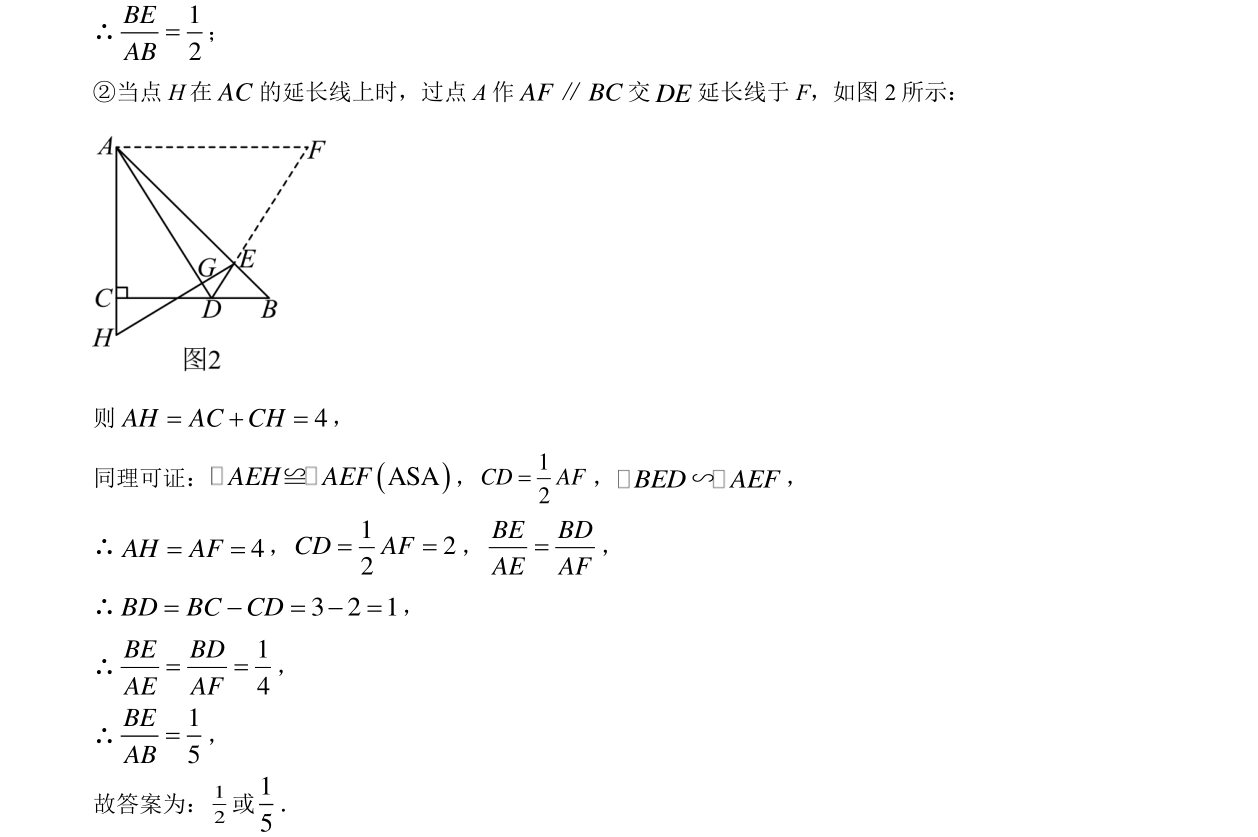 ∴ BE/AB = 1/2；
②当点 H 在 AC 的延长线上时，过点 A 作 AF ∥ BC 交 DE 延长线于 F，如图 2 所示：
A
F
G
E
C
D
B
H
图2
则 AH = AC + CH = 4，
同理可证：□AEH≌□AEF(ASA)，CD = 1/2 AF，□BED∽□AEF，
∴ AH = AF = 4，CD = 1/2 AF = 2，BE/AE = BD/AF，
∴ BD = BC − CD = 3 − 2 = 1，
∴ BE/AE = BD/AF = 1/4，
∴ BE/AB = 1/5，
故答案为：1/2 或 1/5．